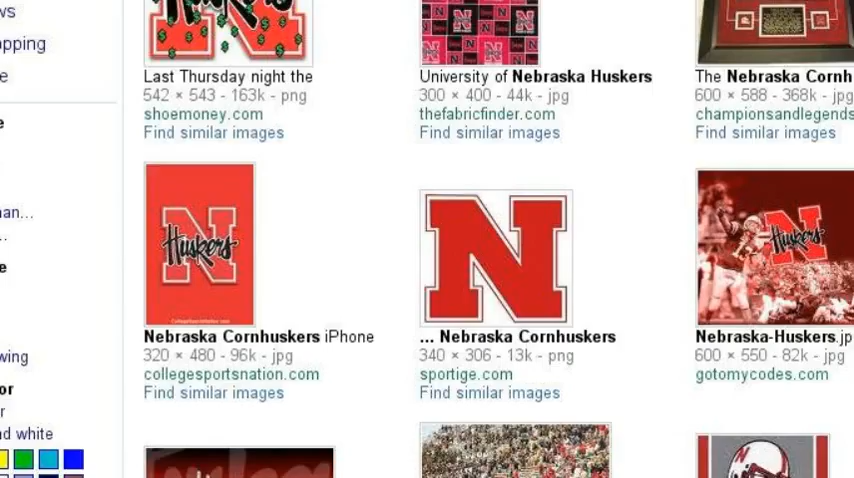 ws
apping
e
e
nan...
...
e
wing
or
r
nd white
Last Thursday night the
542 × 543 - 163k - png
shoemoney.com
Find similar images
University of Nebraska Huskers
300 × 400 - 44k - jpg
thefabricfinder.com
Find similar images
The Nebraska Cornh
600 × 588 - 368k - jpg
championsandlegends
Find similar images
Huskers
N
Huskers
Nebraska Cornhuskers iPhone
320 × 480 - 96k - jpg
collegesportsnation.com
Find similar images
... Nebraska Cornhuskers
340 × 306 - 13k - png
sportige.com
Find similar images
Nebraska-Huskers.jp
600 × 550 - 82k - jpg
gotomycodes.com